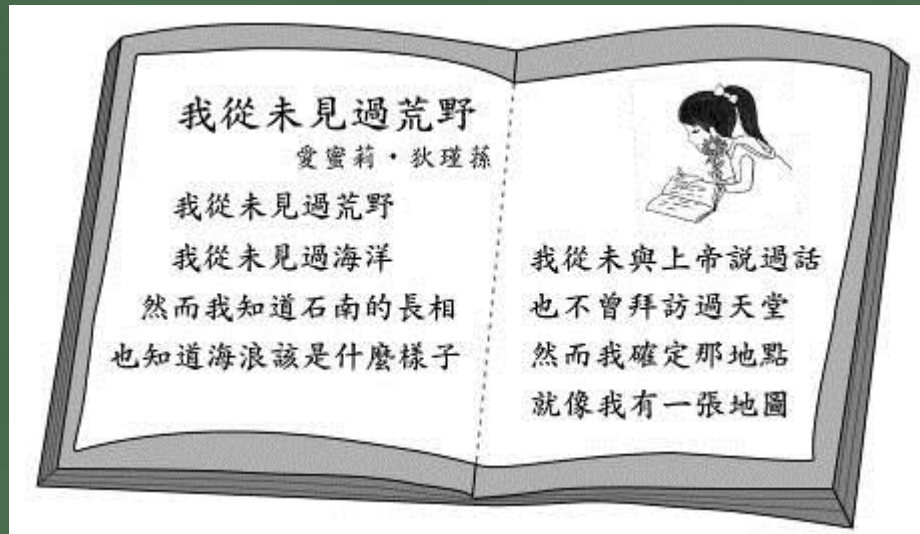 我從未見過荒野
愛蜜莉·狄瑾蓀
我從未見過荒野
我從未見過海洋
然而我知道石南的長相
也知道海浪該是什麼樣子
我從未與上帝說過話
也不曾拜訪過天堂
然而我確定那地點
就像我有一張地圖